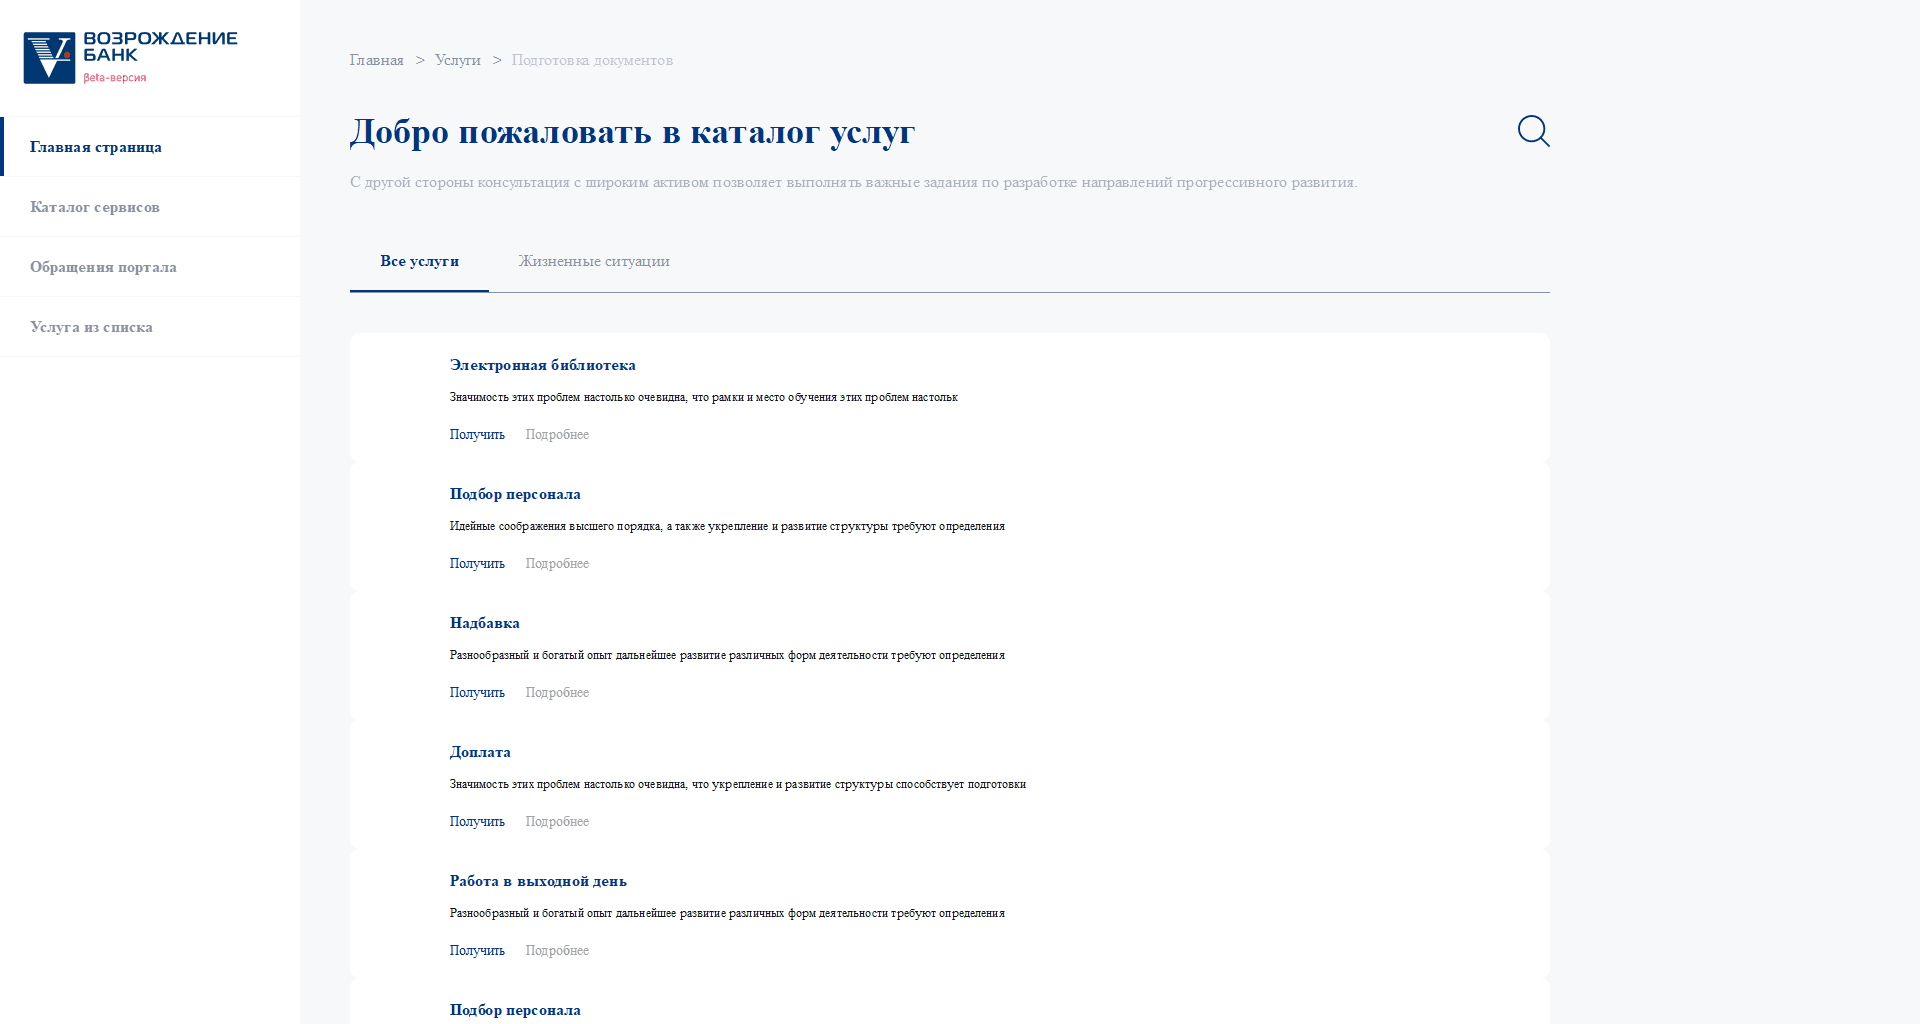 ВОЗРОЖДЕНИЕ
БАНК
βeta-версия
Главная страница
Каталог сервисов
Обращения портала
Услуга из списка
Главная > Услуги > Подготовка документов
Добро пожаловать в каталог услуг
С другой стороны консультация с широким активом позволяет выполнять важные задания по разработке направлений прогрессивного развития.
Все услуги Жизненные ситуации
Электронная библиотека
Значимость этих проблем настолько очевидна, что рамки и место обучения этих проблем настольк
Получить Подробнее
Подбор персонала
Идейные соображения высшего порядка, а также укрепление и развитие структуры требуют определения
Получить Подробнее
Надбавка
Разнообразный и богатый опыт дальнейшее развитие различных форм деятельности требуют определения
Получить Подробнее
Доплата
Значимость этих проблем настолько очевидна, что укрепление и развитие структуры способствует подготовки
Получить Подробнее
Работа в выходной день
Разнообразный и богатый опыт дальнейшее развитие различных форм деятельности требуют определения
Получить Подробнее
Подбор персонала